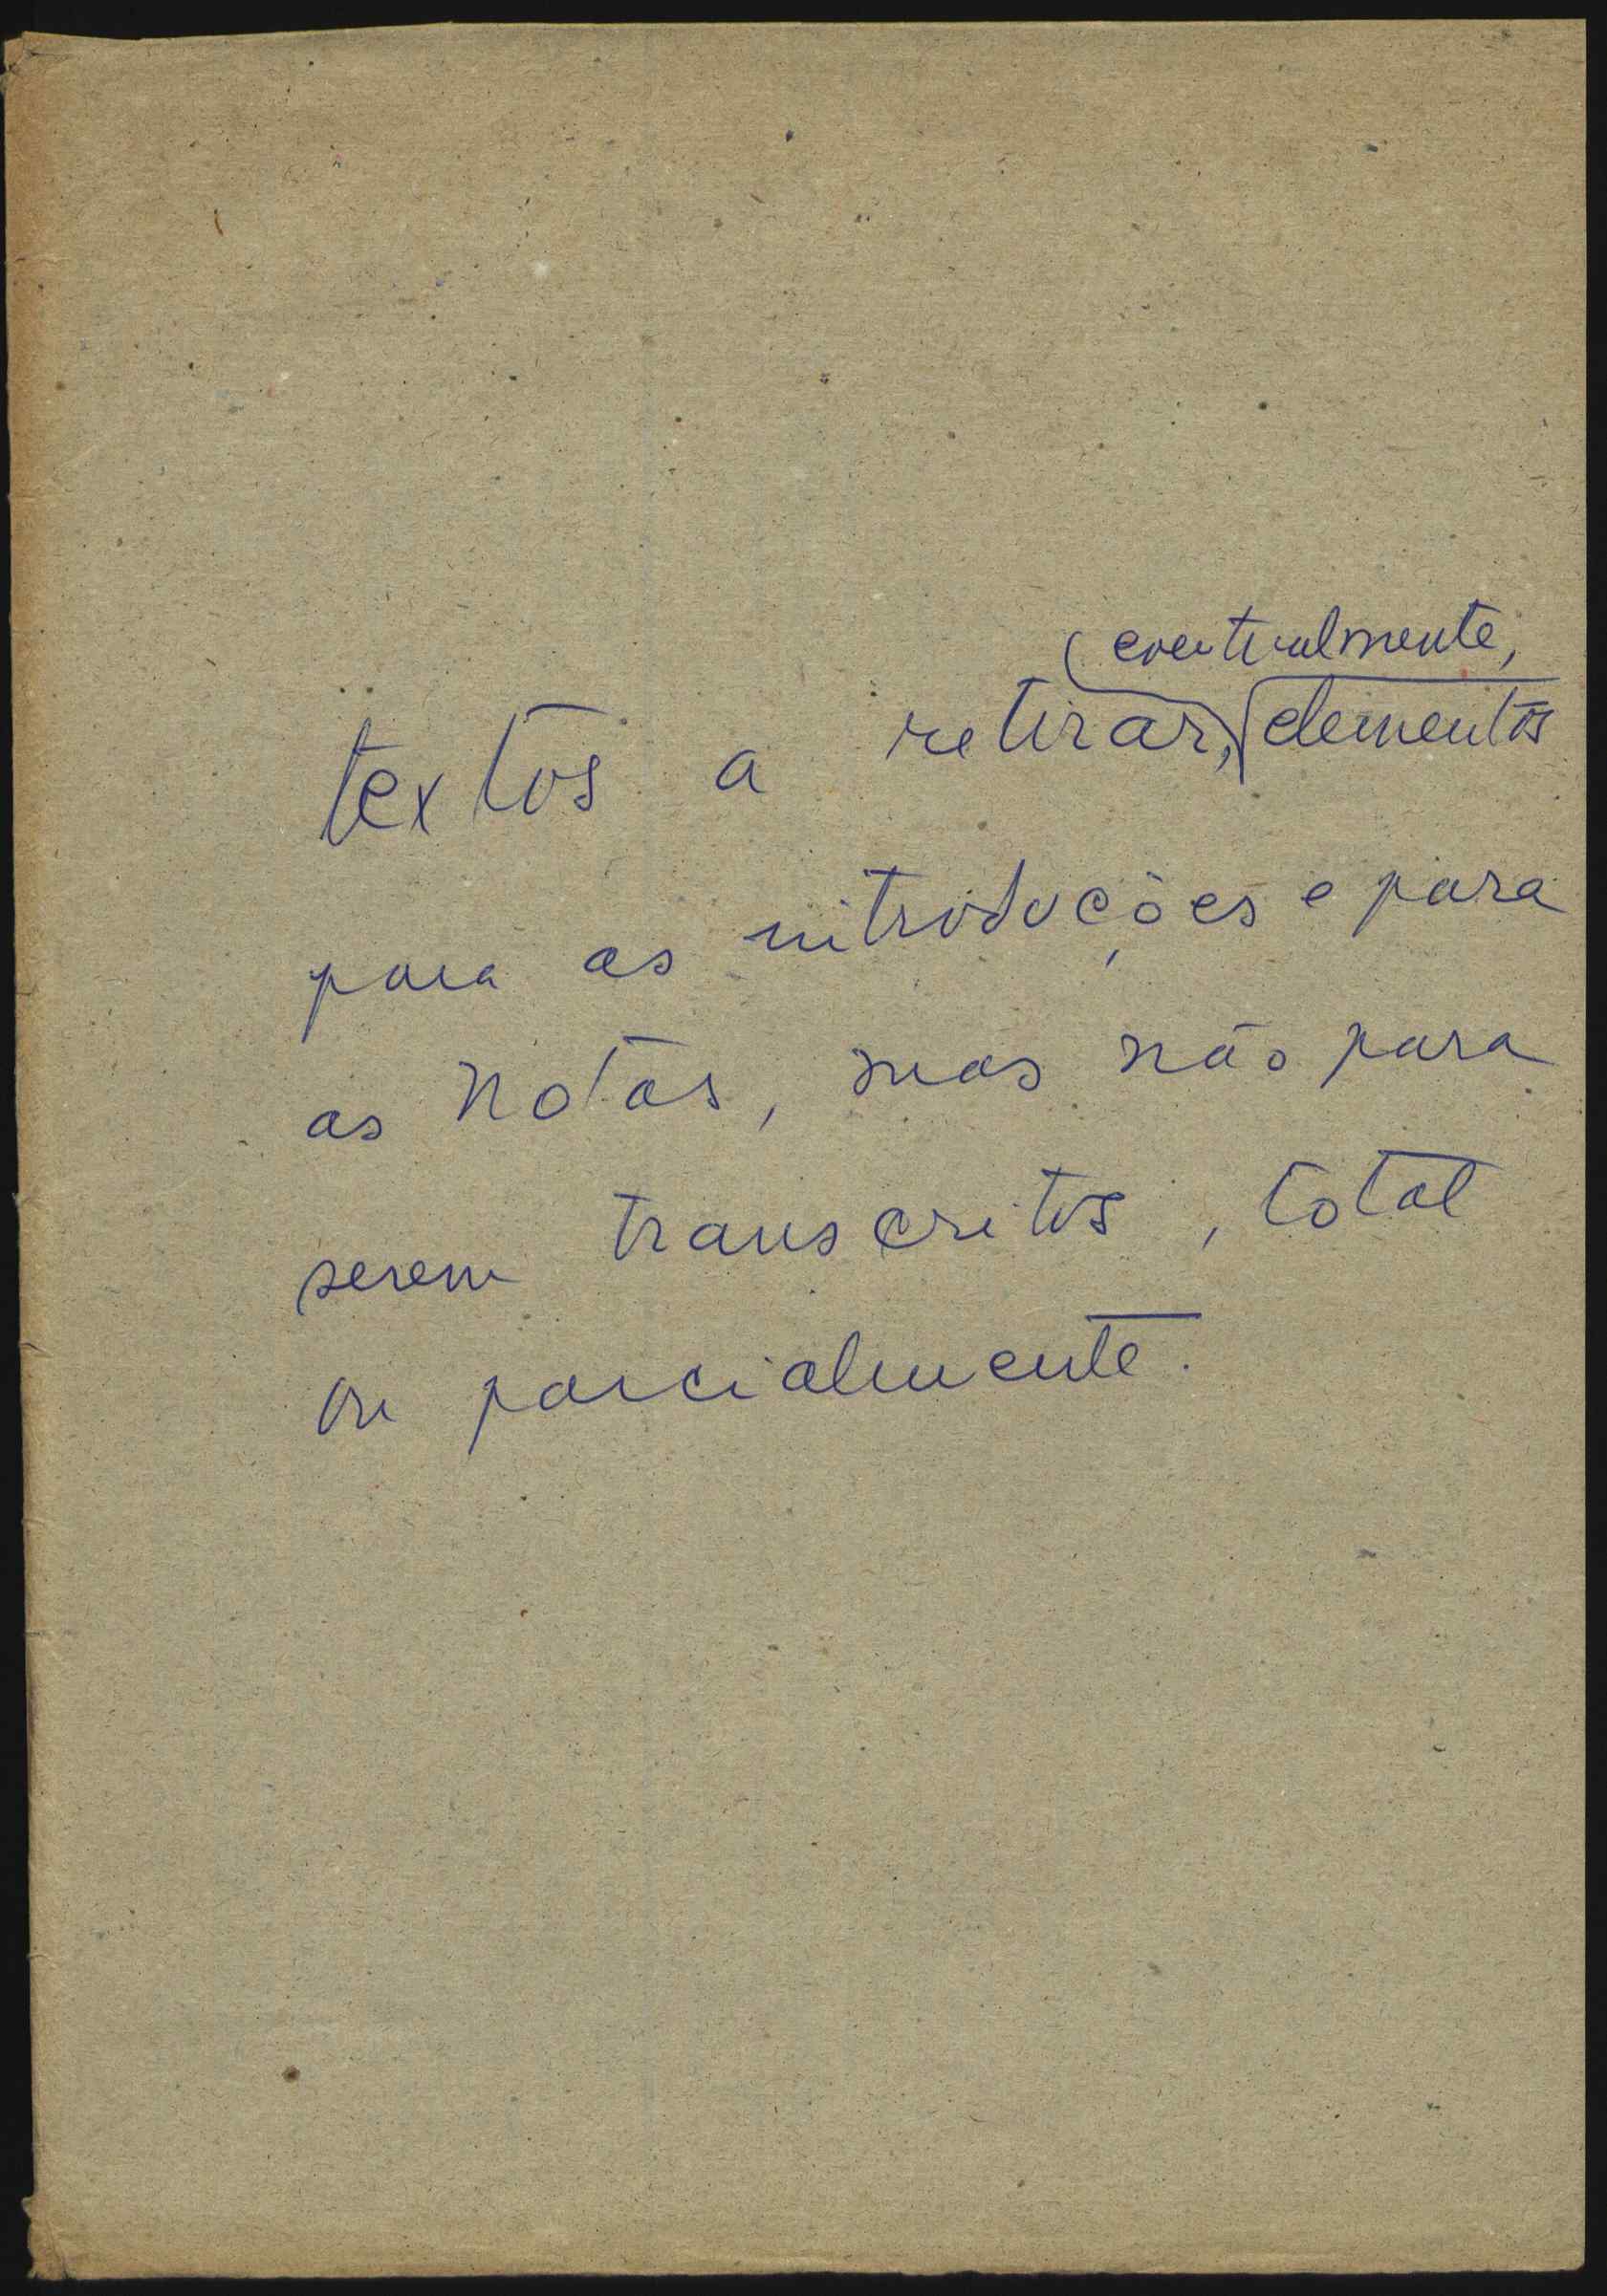 eventualmente,
textos a retirar, elementos
para as introduções e para
as notas, mas não para
serem transcritos, total
ou parcialmente.